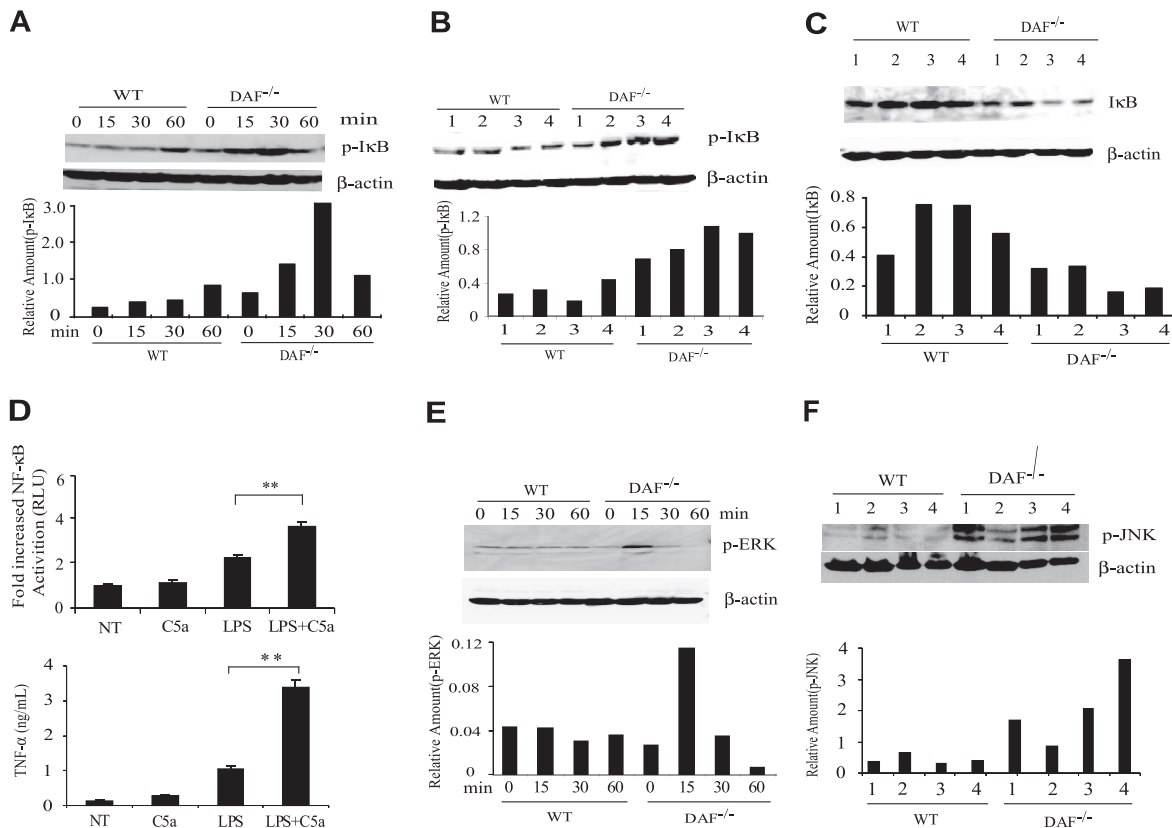 A
WT DAF-/-
0 15 30 60 0 15 30 60 min
p-IκB
β-actin
Relative Amount(p-IκB)
3.0
2.0
1.0
0.0
min 0 15 30 60 0 15 30 60
WT DAF-/-
B
WT DAF-/-
1 2 3 4 1 2 3 4
p-IκB
β-actin
Relative Amount(p-IκB)
1.2
0.8
0.4
0
1 2 3 4 1 2 3 4
WT DAF-/-
C
WT DAF-/-
1 2 3 4 1 2 3 4
IκB
β-actin
Relative Amount(IκB)
0.8
0.6
0.4
0.2
0
1 2 3 4 1 2 3 4
WT DAF-/-
D
Fold increased NF-κB
Activition (RLU)
6
4
2
0
**
NT C5a LPS LPS+C5a
TNF-α (ng/mL)
4
3
2
1
0
**
NT C5a LPS LPS+C5a
E
WT DAF-/-
0 15 30 60 0 15 30 60 min
p-ERK
β-actin
Relative Amount(p-ERK)
0.12
0.08
0.04
0
min 0 15 30 60 0 15 30 60 min
WT DAF-/-
F
WT DAF-/-
1 2 3 4 1 2 3 4
p-JNK
β-actin
Relative Amount(p-JNK)
4
3
2
1
0
1 2 3 4 1 2 3 4
WT DAF-/-